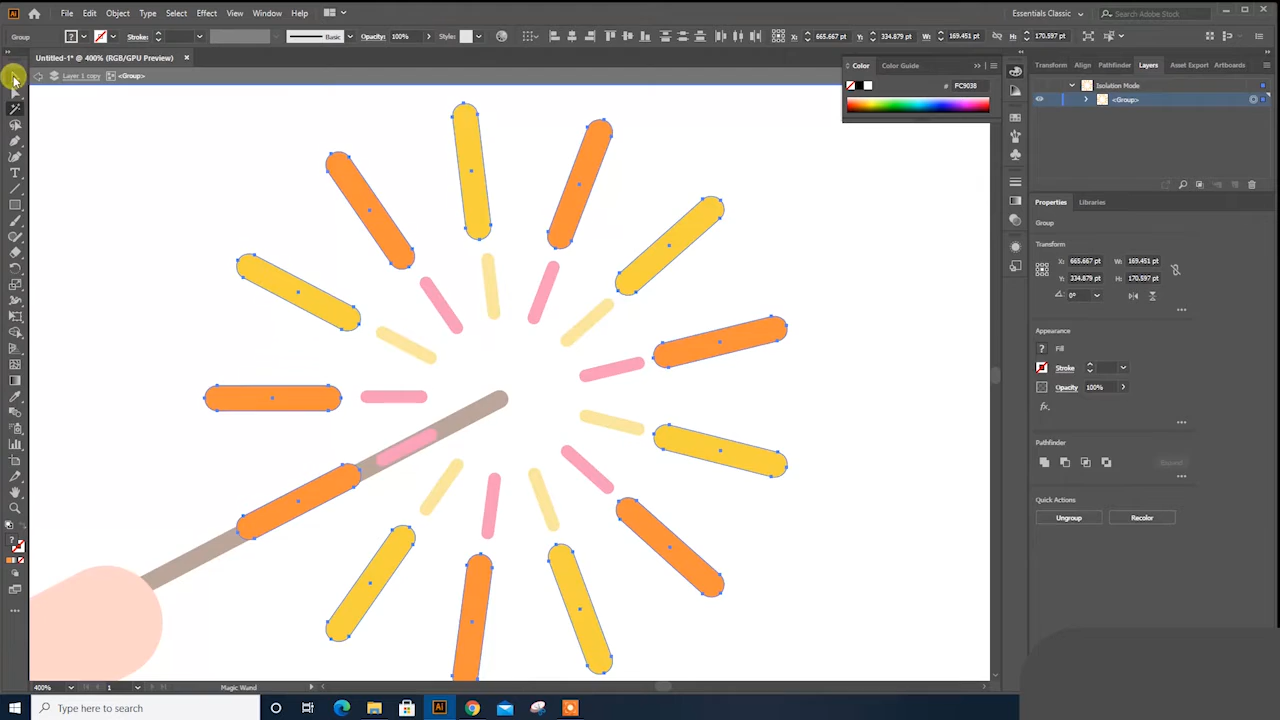 Ai File Edit Object Type Select Effect View Window Help Essentials Classic Search Adobe Stock
Group ? Stroke: Basic Opacity: 100% Style: X: 665.667 pt Y: 334.879 pt W: 169.451 pt H: 170.597 pt
Untitled-1* @ 400% (RGB/GPU Preview)
Layer 1 copy <Group>
Color Color Guide
# FC9038
Transform Align Pathfinder Layers Asset Export Artboards
Isolation Mode
<Group>
Properties Libraries
Group
Transform
X: 665.667 pt W: 169.451 pt
Y: 334.879 pt H: 170.597 pt
0°
Appearance
? Fill
Stroke
Opacity 100%
fx.
Pathfinder
Expand
Quick Actions
Ungroup Recolor
400% 1 Magic Wand
Type here to search